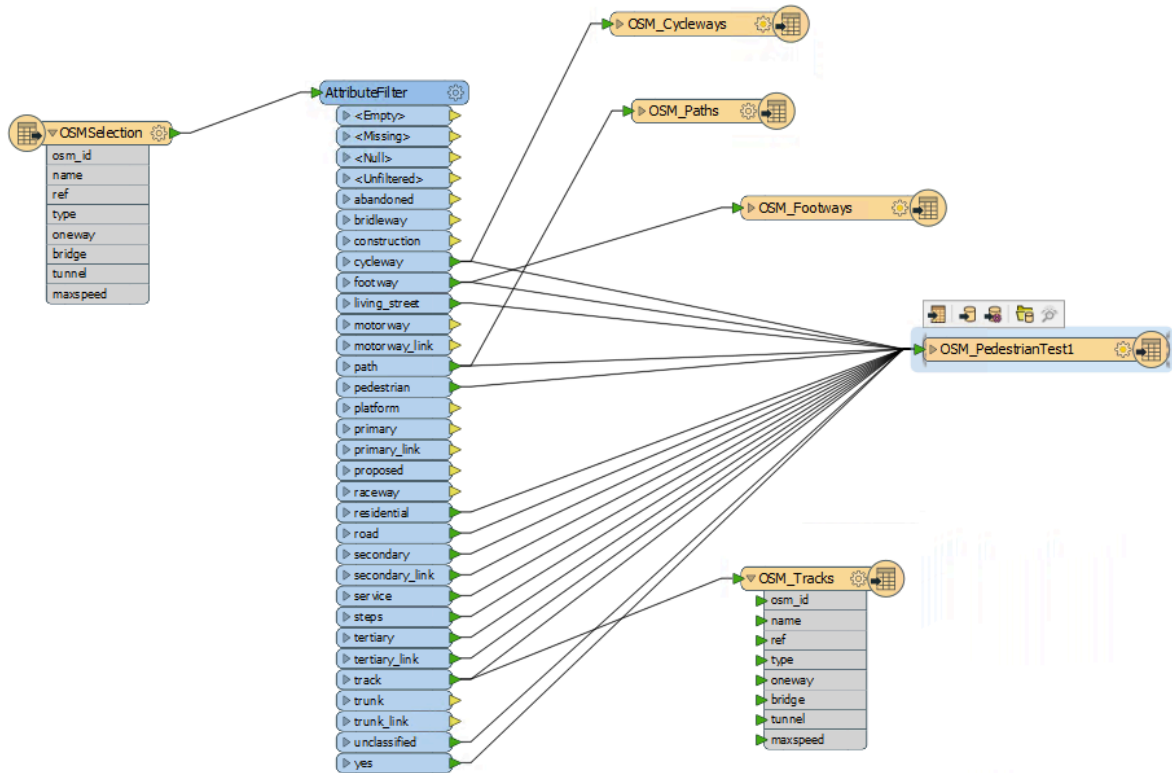 OSMSelection
osm_id
name
ref
type
oneway
bridge
tunnel
maxspeed
AttributeFilter
<Empty>
<Missing>
<Null>
<Unfiltered>
abandoned
bridleway
construction
cycleway
footway
living_street
motorway
motorway_link
path
pedestrian
platform
primary
primary_link
proposed
raceway
residential
road
secondary
secondary_link
service
steps
tertiary
tertiary_link
track
trunk
trunk_link
unclassified
yes
OSM_Cycleways
OSM_Paths
OSM_Footways
OSM_PedestrianTest1
OSM_Tracks
osm_id
name
ref
type
oneway
bridge
tunnel
maxspeed